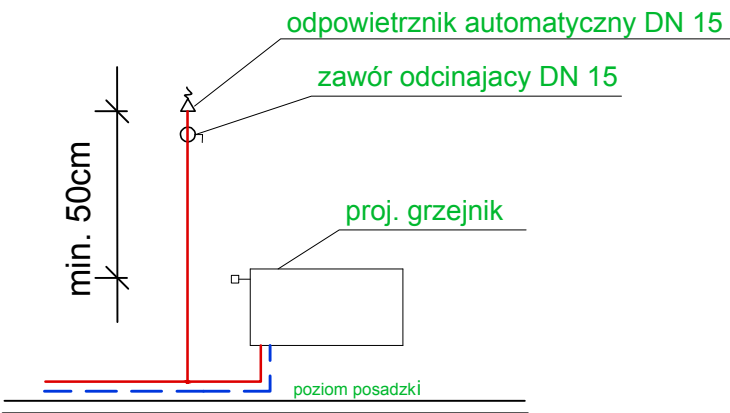 odpowietrznik automatyczny DN 15
zawór odcinajacy DN 15
min. 50cm
proj. grzejnik
poziom posadzki